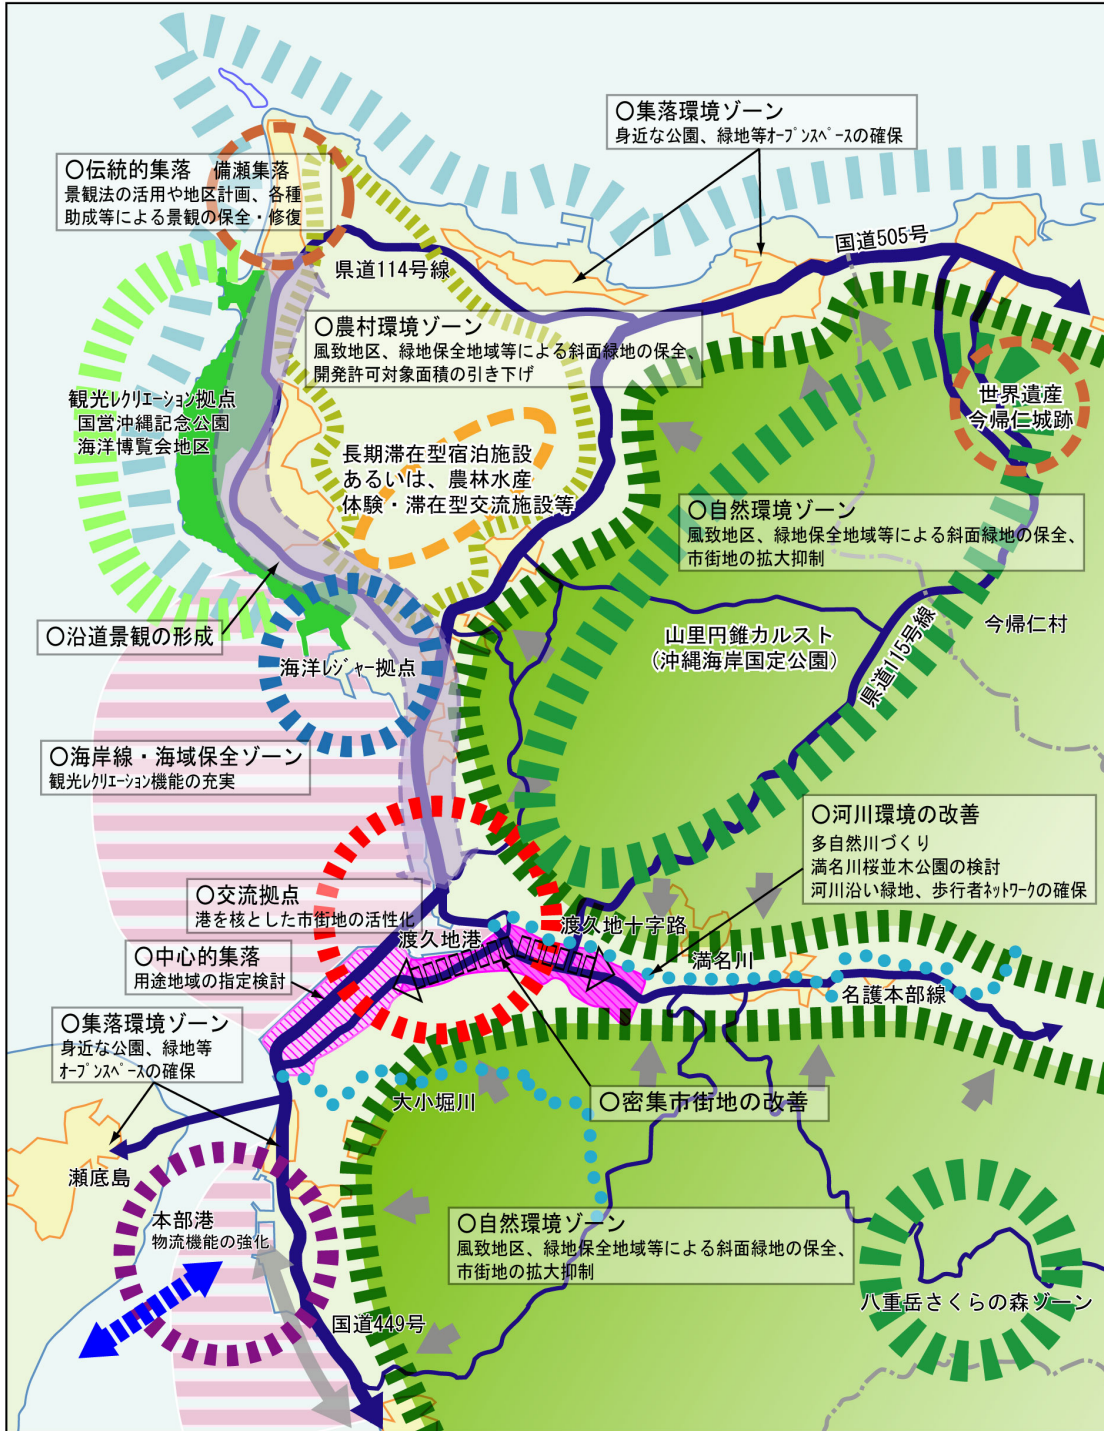 〇集落環境ゾーン
身近な公園、緑地等ｵｰﾌﾟﾝｽﾍﾟｰｽの確保
〇伝統的集落　備瀬集落
景観法の活用や地区計画、各種
助成等による景観の保全・修復
国道505号
県道114号線
〇農村環境ゾーン
風致地区、緑地保全地域等による斜面緑地の保全、
開発許可対象面積の引き下げ
観光ﾚｸﾘｴｰｼｮﾝ拠点
国営沖縄記念公園
海洋博覧会地区
世界遺産
今帰仁城跡
長期滞在型宿泊施設
あるいは、農林水産
体験・滞在型交流施設等
〇自然環境ゾーン
風致地区、緑地保全地域等による斜面緑地の保全、
市街地の拡大抑制
〇沿道景観の形成
山里円錐カルスト
（沖縄海岸国定公園）
今帰仁村
県道115号線
海洋ﾚｼﾞｬｰ拠点
〇海岸線・海域保全ゾーン
観光ﾚｸﾘｴｰｼｮﾝ機能の充実
〇河川環境の改善
多自然川づくり
満名川桜並木公園の検討
河川沿い緑地、歩行者ﾈｯﾄﾜｰｸの確保
〇交流拠点
港を核とした市街地の活性化
渡久地港
渡久地十字路
満名川
〇中心的集落
用途地域の指定検討
名護本部線
〇集落環境ゾーン
身近な公園、緑地等
ｵｰﾌﾟﾝｽﾍﾟｰｽの確保
大小堀川
〇密集市街地の改善
瀬底島
本部港
物流機能の強化
〇自然環境ゾーン
風致地区、緑地保全地域等による斜面緑地の保全、
市街地の拡大抑制
八重岳さくらの森ゾーン
国道449号